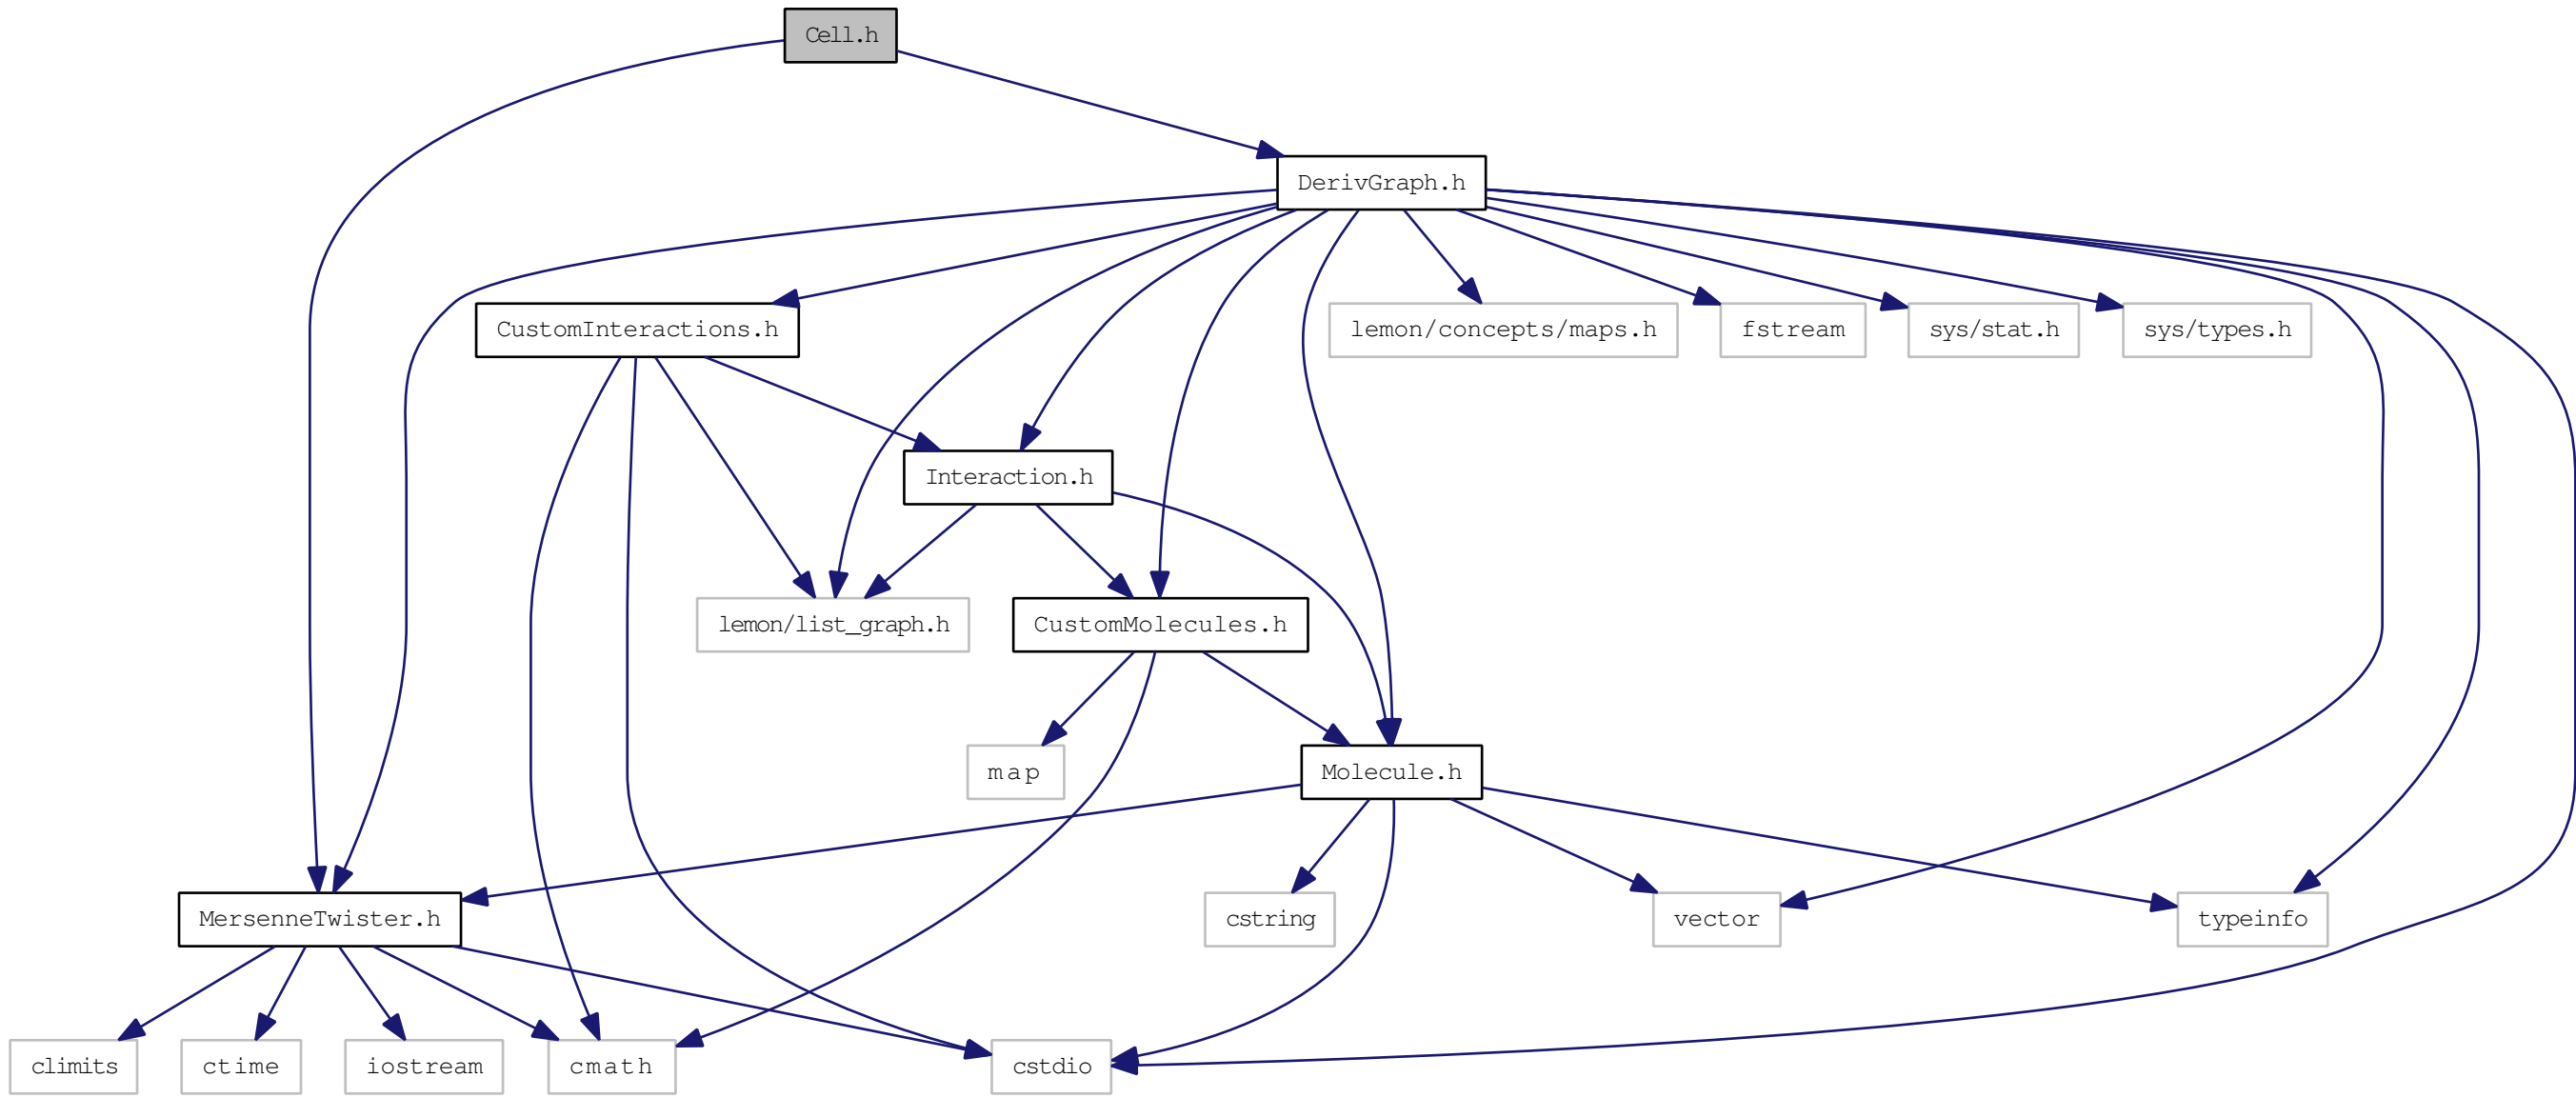 Cell.h
DerivGraph.h
CustomInteractions.h
lemon/concepts/maps.h
fstream
sys/stat.h
sys/types.h
Interaction.h
lemon/list_graph.h
CustomMolecules.h
map
Molecule.h
MersenneTwister.h
cstring
vector
typeinfo
climits
ctime
iostream
cmath
cstdio